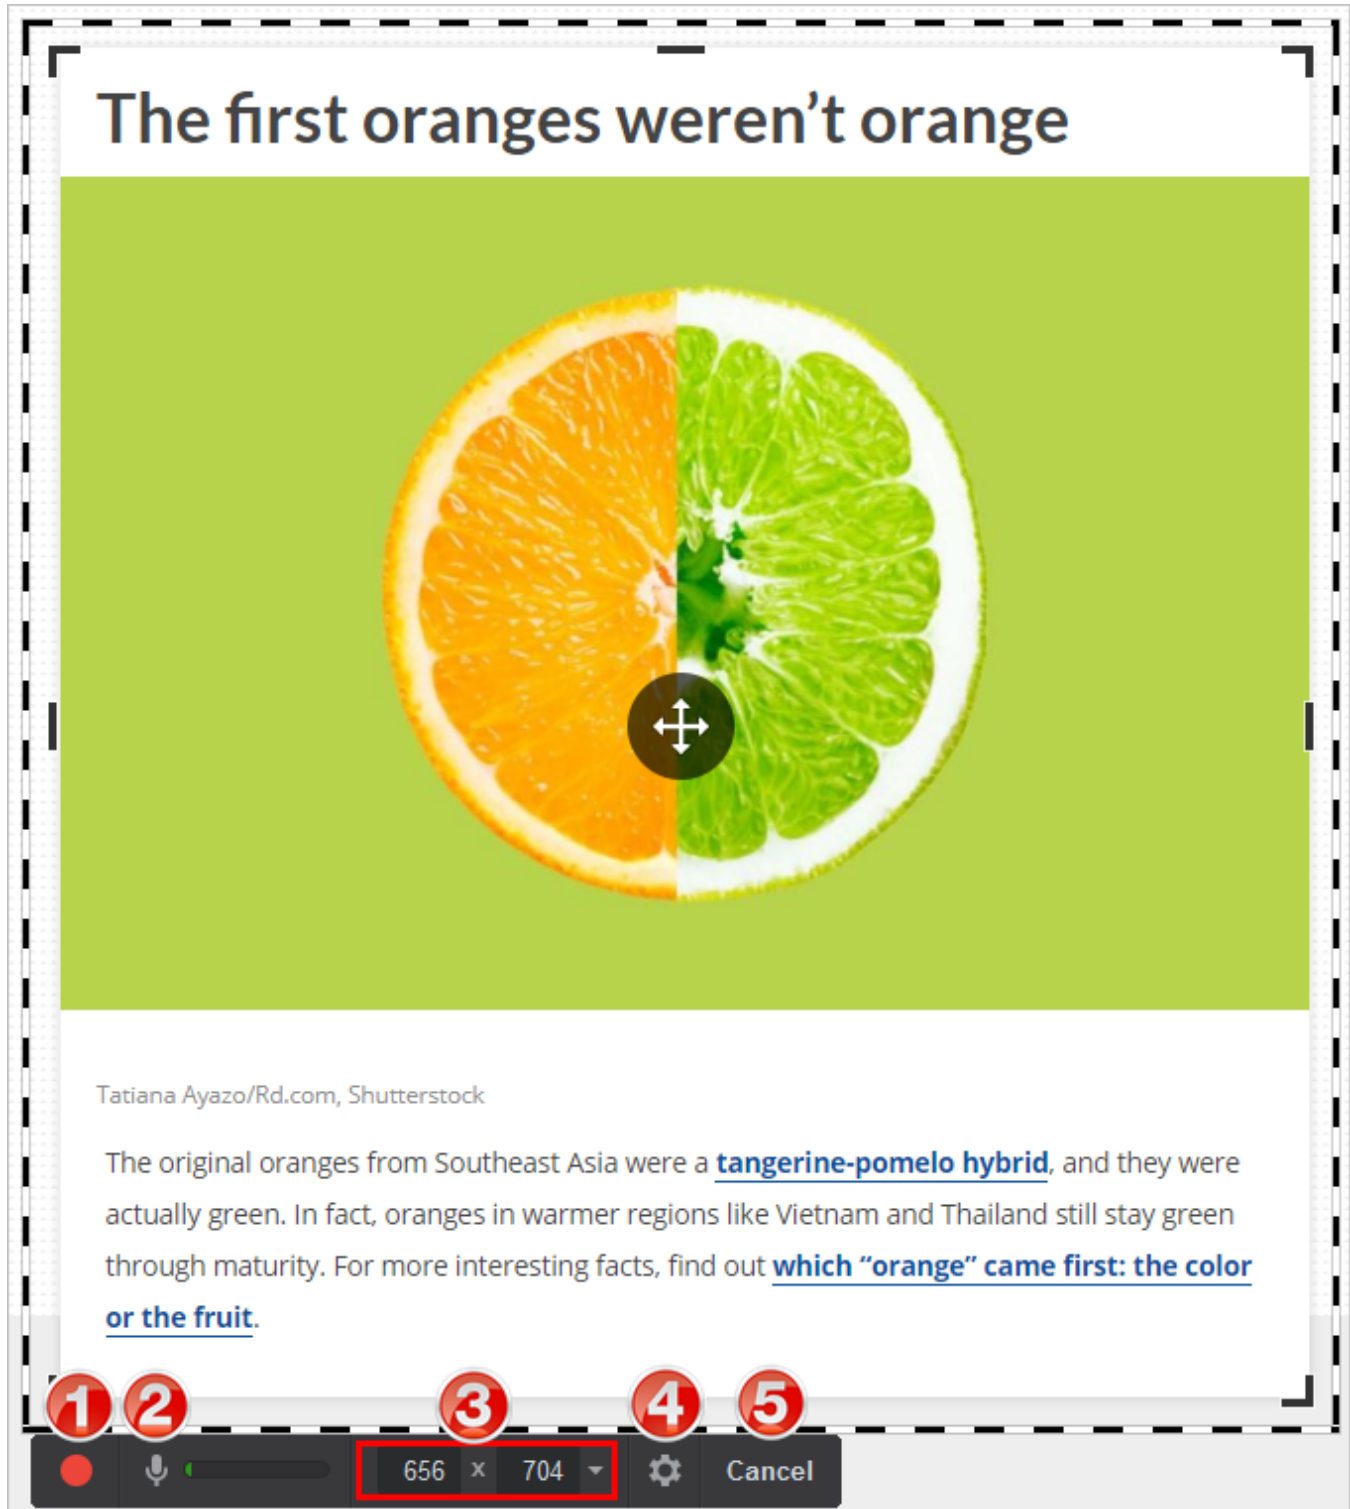 The first oranges weren’t orange
Tatiana Ayazo/Rd.com, Shutterstock
The original oranges from Southeast Asia were a tangerine-pomelo hybrid, and they were
actually green. In fact, oranges in warmer regions like Vietnam and Thailand still stay green
through maturity. For more interesting facts, find out which “orange” came first: the color
or the fruit.
1 2 3 4 5
656 x 704 Cancel